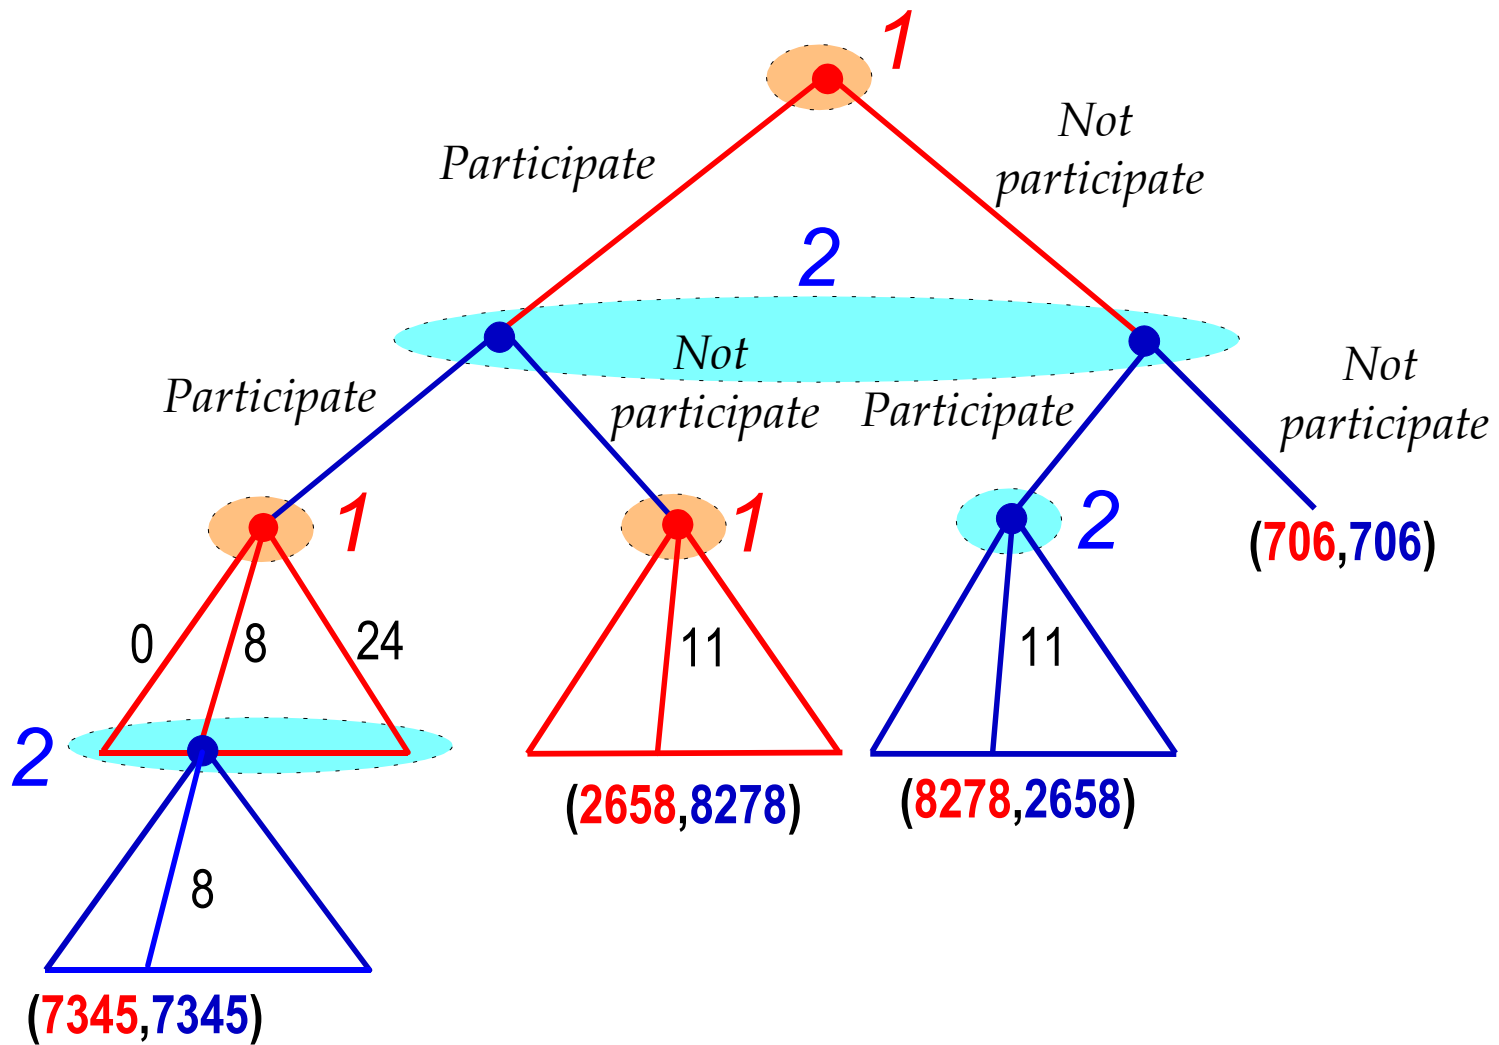 1
Not
participate
Participate
2
Not
participate
Not
participate
Participate
Participate
1
1
2
(706,706)
0
8
24
11
11
2
(2658,8278)
(8278,2658)
8
(7345,7345)